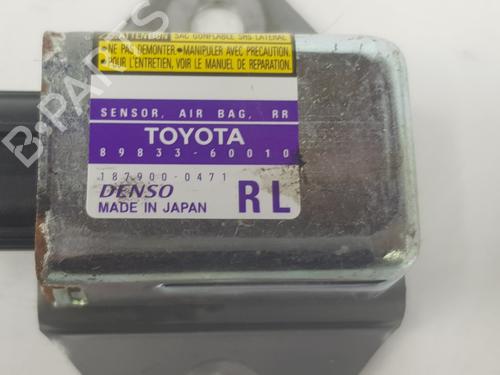 SAC GONFLABLE SRS LATERAL
•NE PAS DEMONTER •MANIPULER AVEC PRECAUTION.
•POUR L'ENTRETIEN, VOIR LE MANUEL DE REPARATION.
SENSOR, AIR BAG, RR
TOYOTA
89833-60010
187900-0471
DENSO
MADE IN JAPAN
RL
B-PARTS